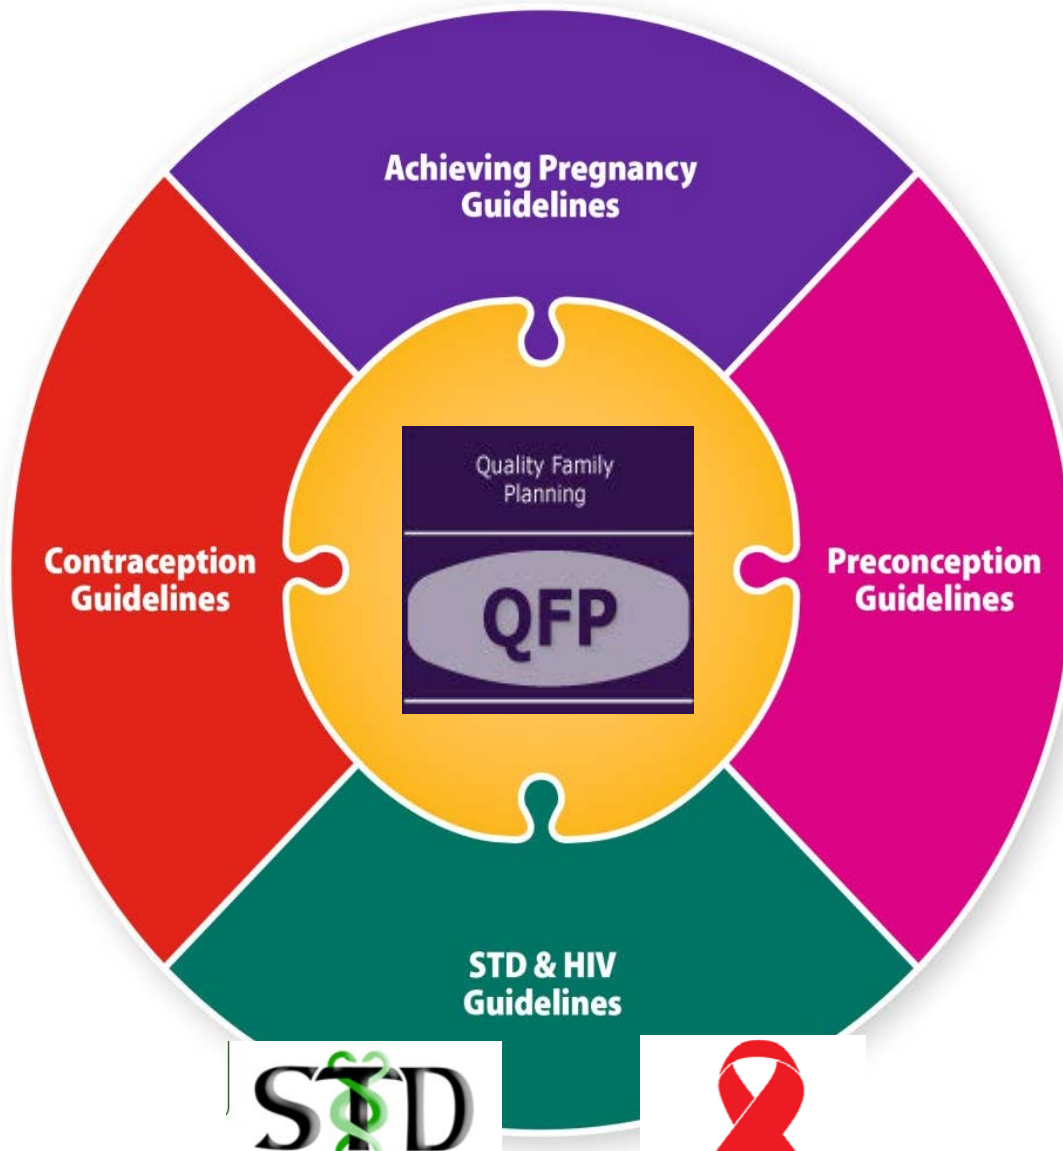 Achieving Pregnancy
Guidelines
Quality Family
Planning
QFP
Contraception
Guidelines
Preconception
Guidelines
STD & HIV
Guidelines
STD